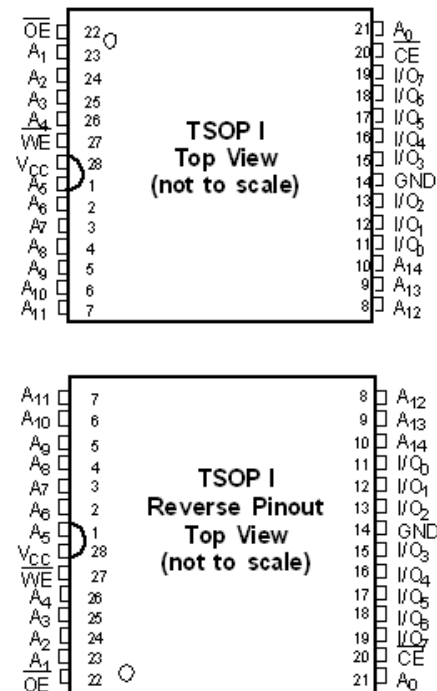 OE 22 21 A0
A1 23 20 CE
A2 24 19 I/O7
A3 25 18 I/O6
A4 26 17 I/O5
WE 27 16 I/O4
VCC 28 15 I/O3
A5 1 14 GND
A6 2 13 I/O2
A7 3 12 I/O1
A8 4 11 I/O0
A9 5 10 A14
A10 6 9 A13
A11 7 8 A12
TSOP I
Top View
(not to scale)
A11 7 8 A12
A10 6 9 A13
A9 5 10 A14
A8 4 11 I/O0
A7 3 12 I/O1
A6 2 13 I/O2
A5 1 14 GND
VCC 28 15 I/O3
WE 27 16 I/O4
A4 26 17 I/O5
A3 25 18 I/O6
A2 24 19 I/O7
A1 23 20 CE
OE 22 21 A0
TSOP I
Reverse Pinout
Top View
(not to scale)